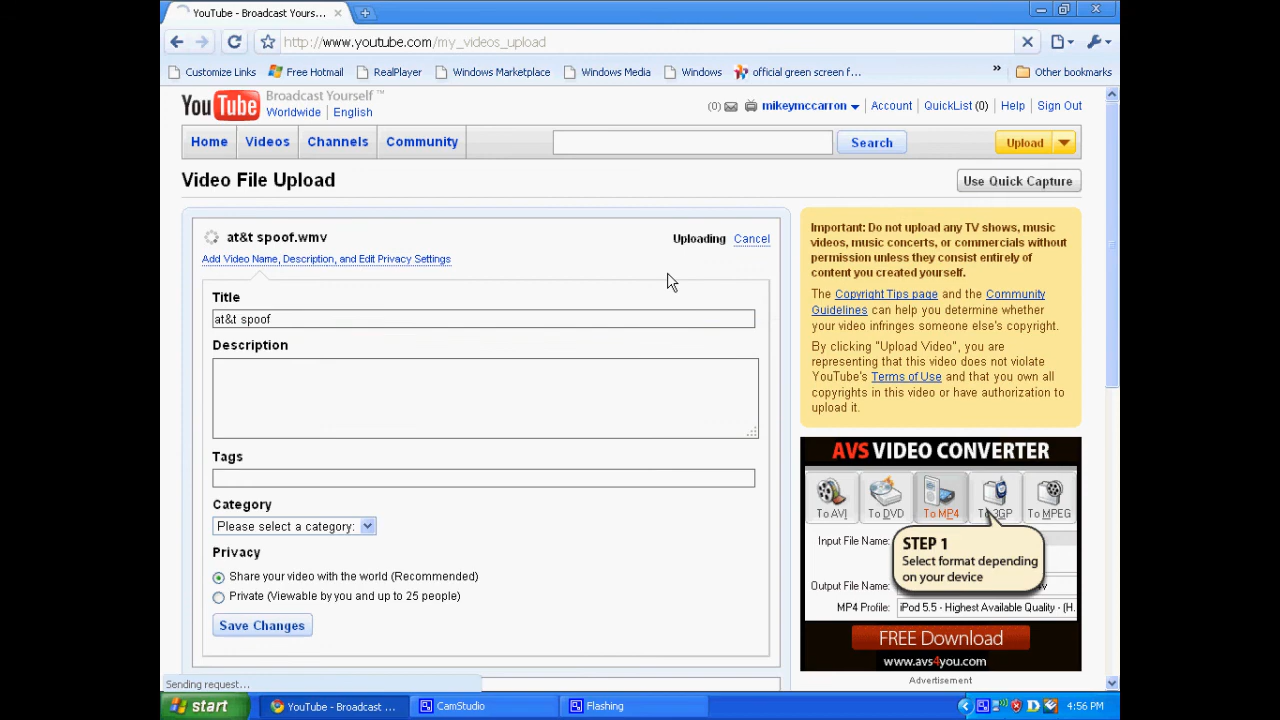 YouTube - Broadcast Yours...
http://www.youtube.com/my_videos_upload
Customize Links Free Hotmail RealPlayer Windows Marketplace Windows Media Windows official green screen f... » Other bookmarks
YouTube Broadcast Yourself ™
Worldwide | English
(0) mikeymccarron Account QuickList (0) Help Sign Out
Home Videos Channels Community Search Upload
Video File Upload
Use Quick Capture
at&t spoof.wmv Uploading Cancel
Add Video Name, Description, and Edit Privacy Settings
Title
at&t spoof
Description
Tags
Category
Please select a category:
Privacy
Share your video with the world (Recommended)
Private (Viewable by you and up to 25 people)
Save Changes
Important: Do not upload any TV shows, music
videos, music concerts, or commercials without
permission unless they consist entirely of
content you created yourself.
The Copyright Tips page and the Community
Guidelines can help you determine whether
your video infringes someone else's copyright.
By clicking "Upload Video", you are
representing that this video does not violate
YouTube's Terms of Use and that you own all
copyrights in this video or have authorization to
upload it.
AVS VIDEO CONVERTER
To AVI To DVD To MP4 To 3GP To MPEG
Input File Name:
STEP 1
Select format depending
on your device
Output File Name:
MP4 Profile: iPod 5.5 - Highest Available Quality - (H.
FREE Download
www.avs4you.com
Advertisement
Sending request...
start YouTube - Broadcast ... CamStudio Flashing 4:56 PM